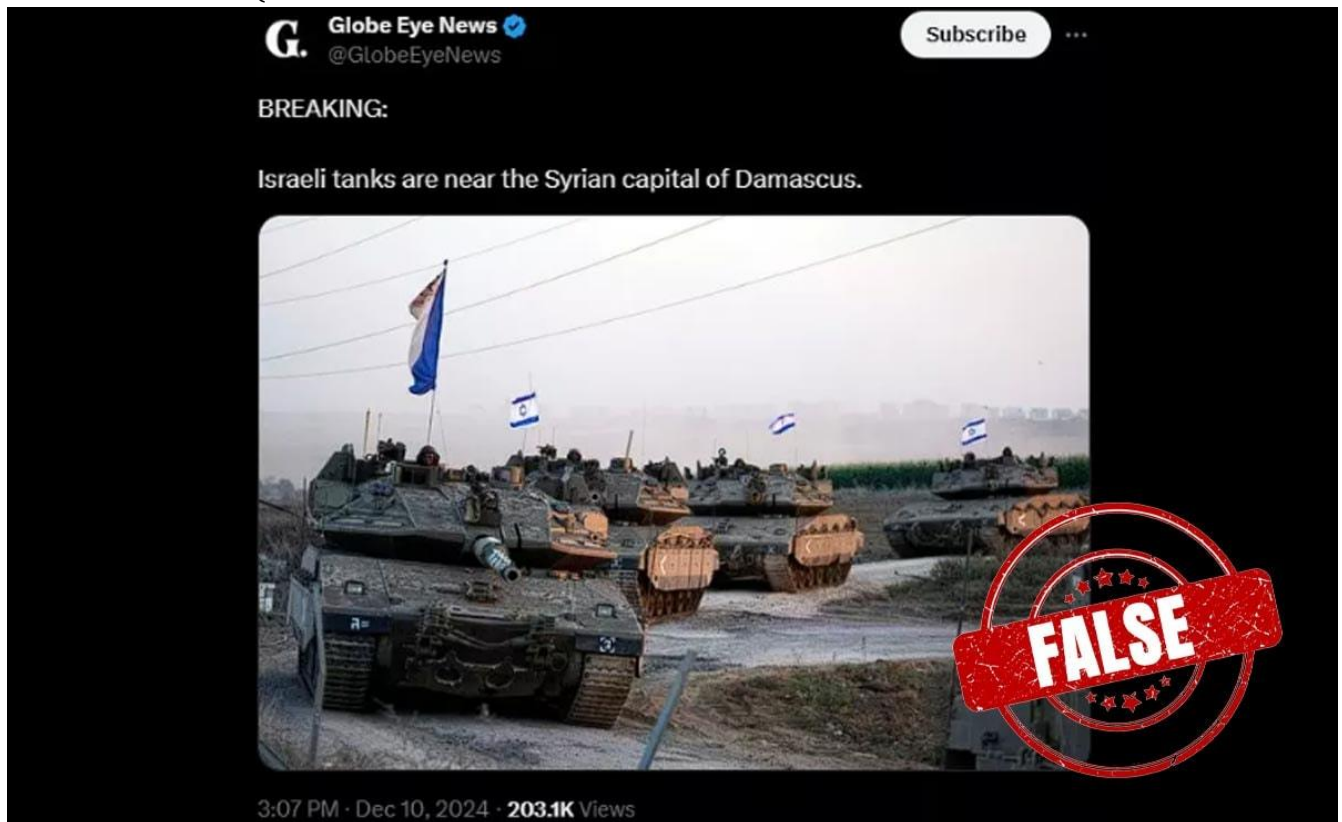 G.
Globe Eye News
@GlobeEyeNews
Subscribe
BREAKING:
Israeli tanks are near the Syrian capital of Damascus.
FALSE
3:07 PM · Dec 10, 2024 · 203.1K Views